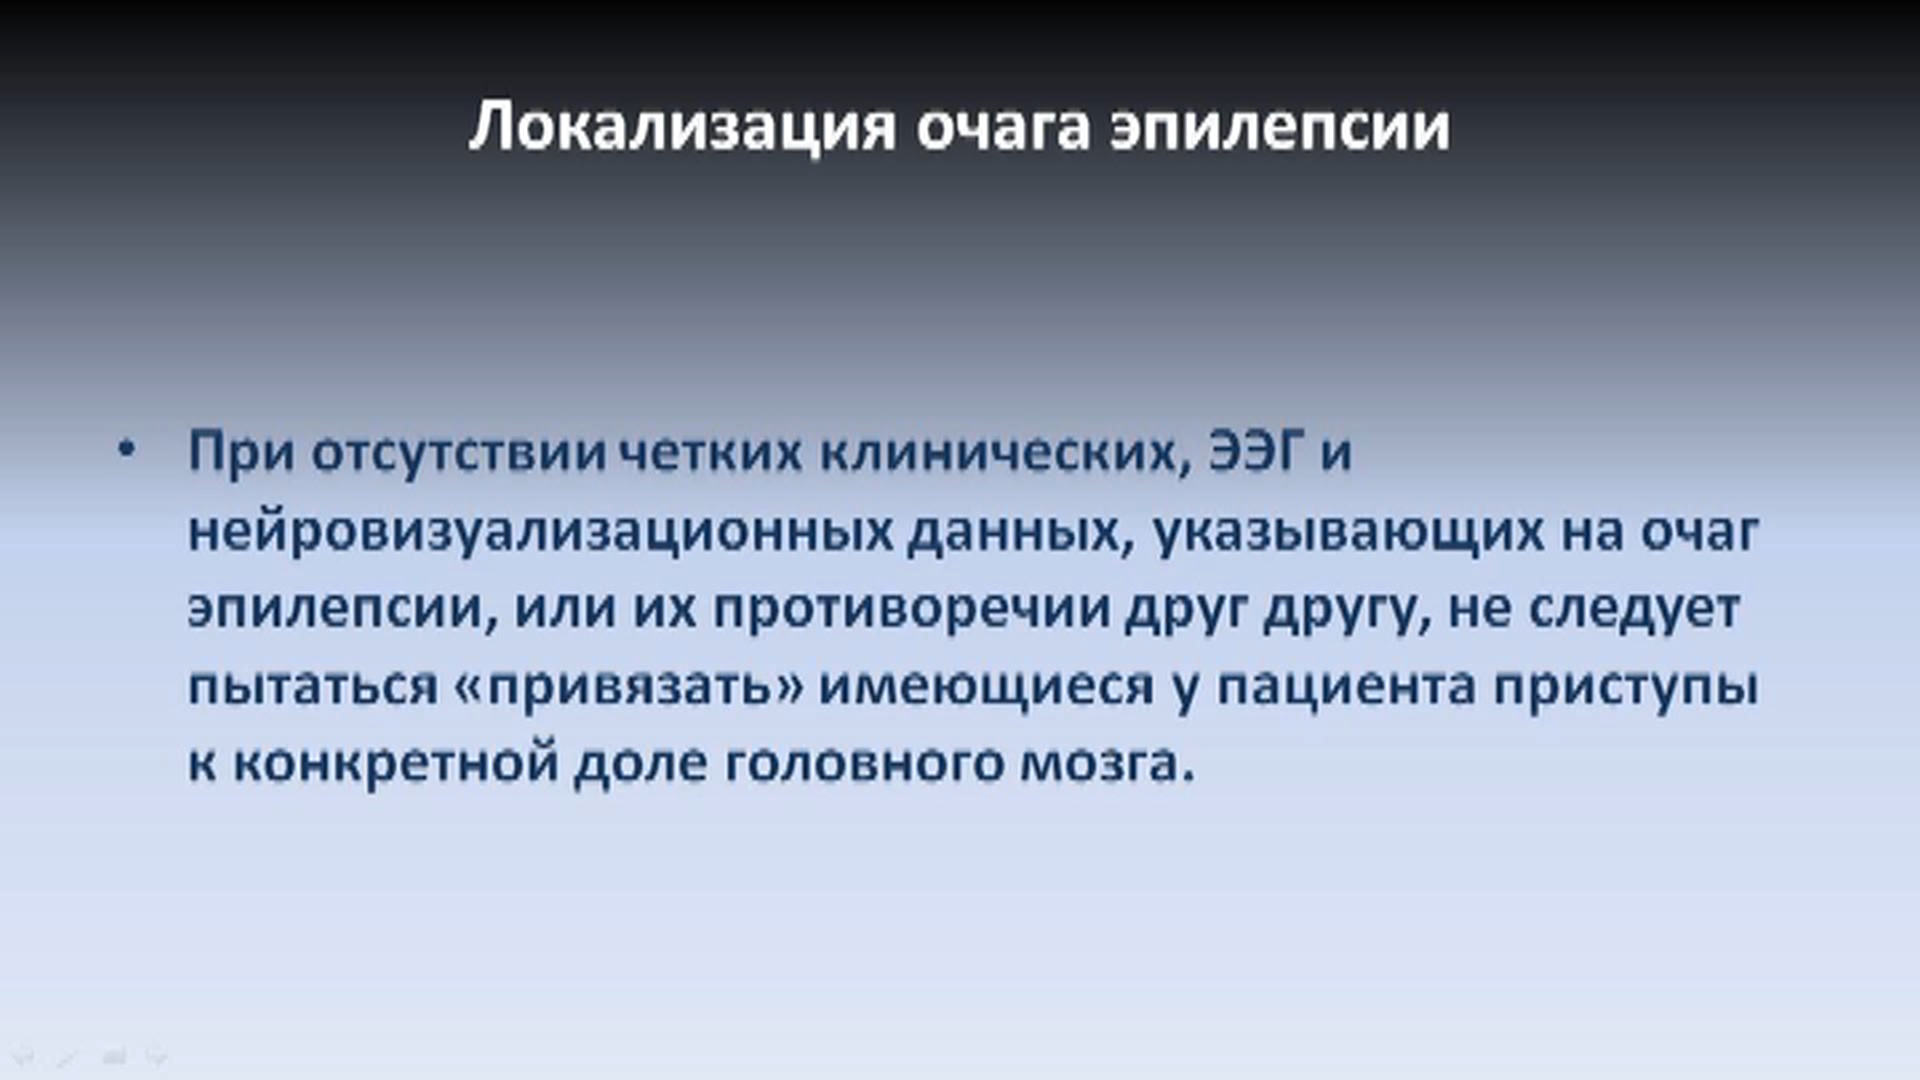 Локализация очага эпилепсии
• При отсутствии четких клинических, ЭЭГ и
нейровизуализационных данных, указывающих на очаг
эпилепсии, или их противоречии друг другу, не следует
пытаться «привязать» имеющиеся у пациента приступы
к конкретной доле головного мозга.